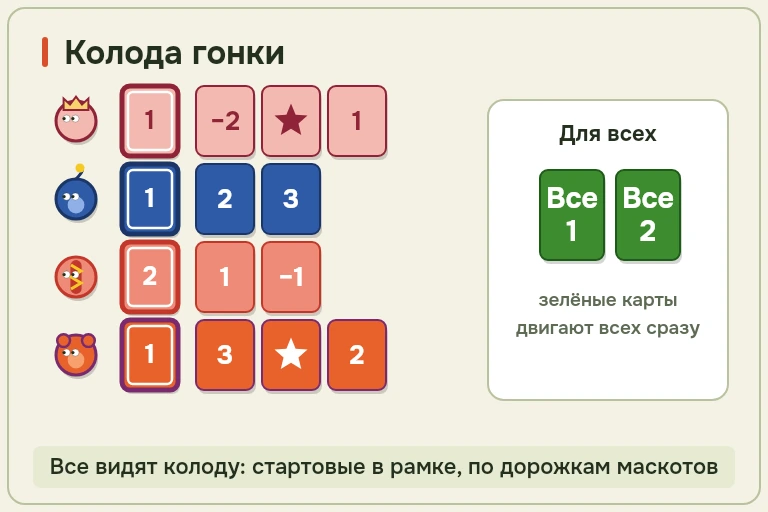 Колода гонки
1 −2 1
1 2 3
2 1 −1
1 3 2
Для всех
Все 1
Все 2
зелёные карты
двигают всех сразу
Все видят колоду: стартовые в рамке, по дорожкам маскотов